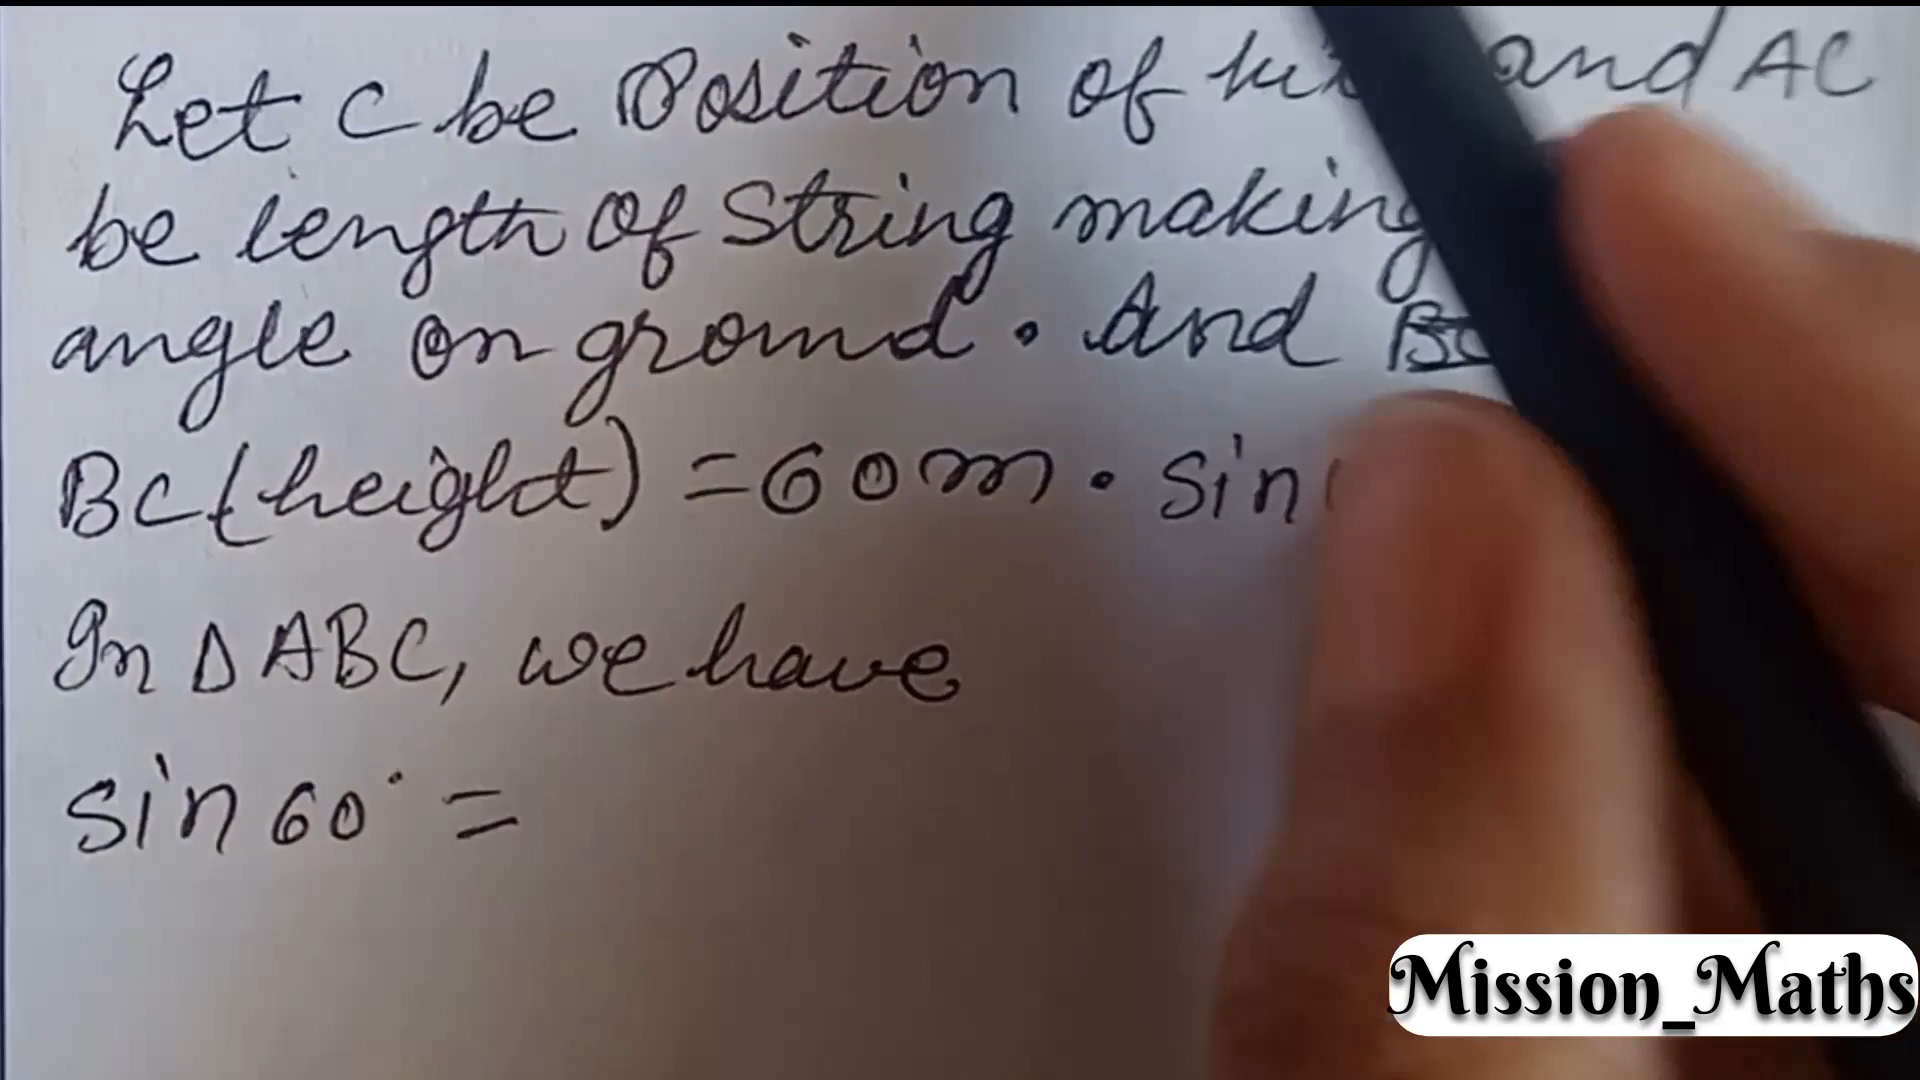 Let C be Position of and AC
be length of String making
angle on ground. And
BC (height) = 60m. sin
In Δ ABC, we have
sin 60° =
Mission_Maths